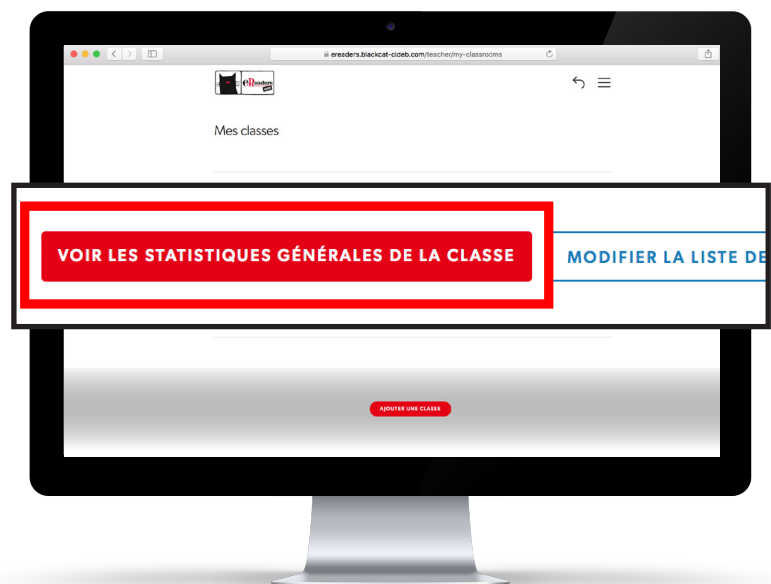 ereaders.blackcat-cideb.com/teacher/my-classrooms
eReaders
Mes classes
VOIR LES STATISTIQUES GÉNÉRALES DE LA CLASSE
MODIFIER LA LISTE DE
AJOUTER UNE CLASSE